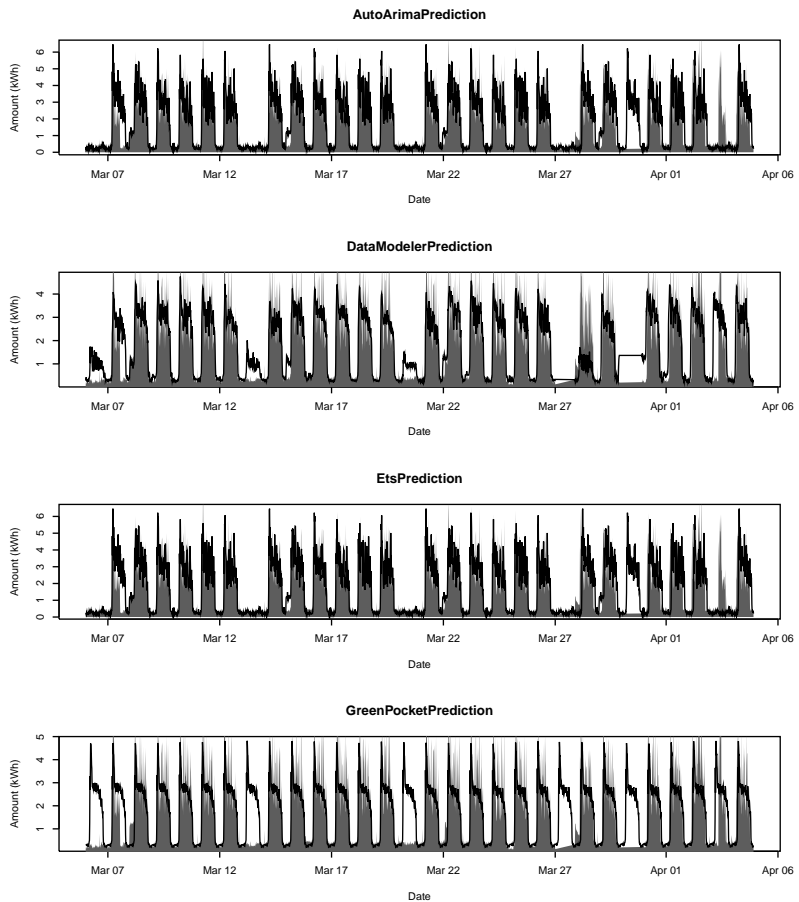 AutoArimaPrediction
Amount (kWh)
6
5
4
3
2
1
0
Mar 07 Mar 12 Mar 17 Mar 22 Mar 27 Apr 01 Apr 06
Date
DataModelerPrediction
Amount (kWh)
4
3
2
1
Mar 07 Mar 12 Mar 17 Mar 22 Mar 27 Apr 01 Apr 06
Date
EtsPrediction
Amount (kWh)
6
5
4
3
2
1
0
Mar 07 Mar 12 Mar 17 Mar 22 Mar 27 Apr 01 Apr 06
Date
GreenPocketPrediction
Amount (kWh)
5
4
3
2
1
Mar 07 Mar 12 Mar 17 Mar 22 Mar 27 Apr 01 Apr 06
Date